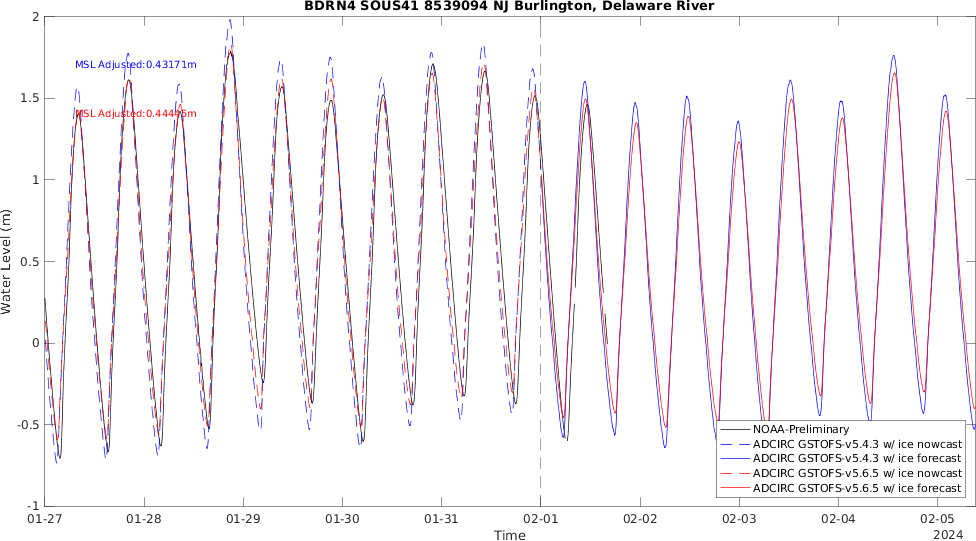 BDRN4 SOUS41 8539094 NJ Burlington, Delaware River
2
1.5
1
0.5
0
-0.5
-1
Water Level (m)
MSL Adjusted:0.43171m
MSL Adjusted:0.44445m
NOAA-Preliminary
ADCIRC GSTOFS-v5.4.3 w/ ice nowcast
ADCIRC GSTOFS-v5.4.3 w/ ice forecast
ADCIRC GSTOFS-v5.6.5 w/ ice nowcast
ADCIRC GSTOFS-v5.6.5 w/ ice forecast
01-27 01-28 01-29 01-30 01-31 02-01 02-02 02-03 02-04 02-05
Time
2024